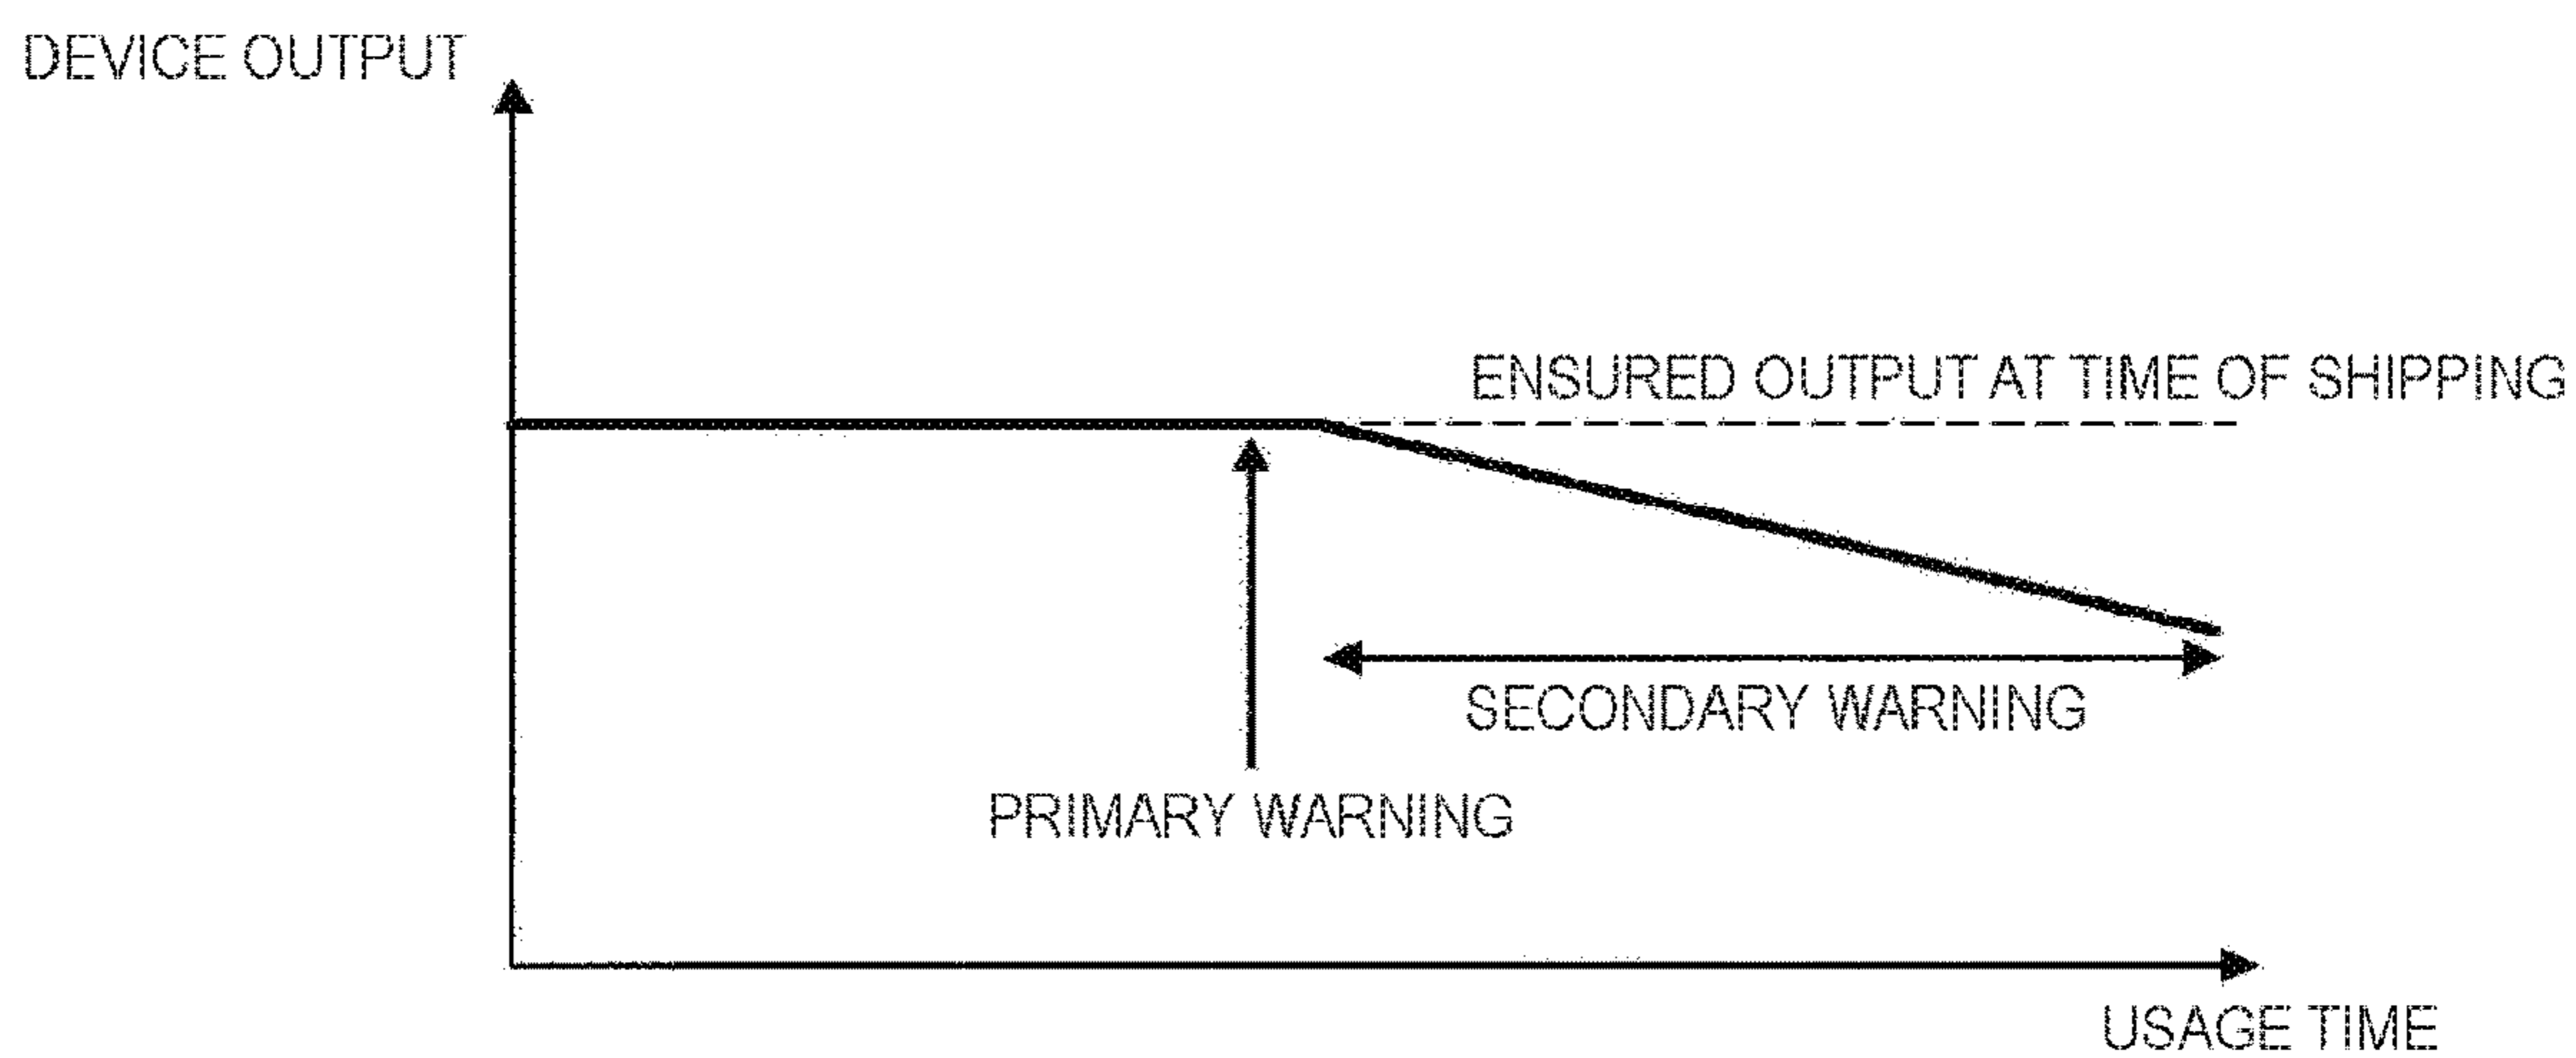 DEVICE OUTPUT
ENSURED OUTPUT AT TIME OF SHIPPING
SECONDARY WARNING
PRIMARY WARNING
USAGE TIME